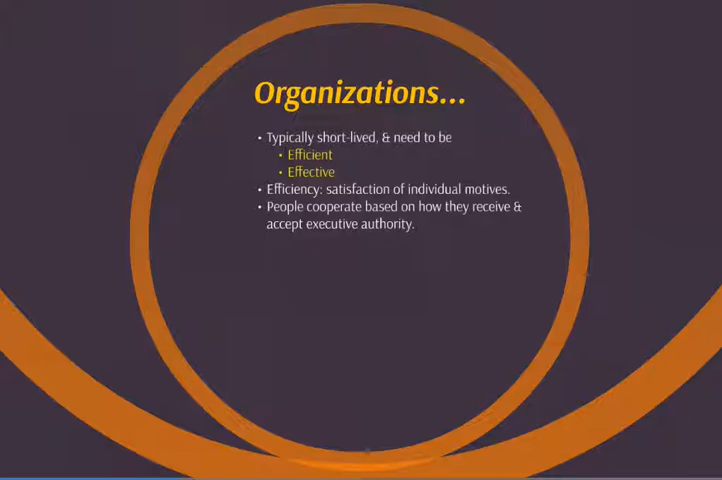 Organizations...
• Typically short-lived, & need to be
• Efficient
• Effective
• Efficiency: satisfaction of individual motives.
• People cooperate based on how they receive &
accept executive authority.